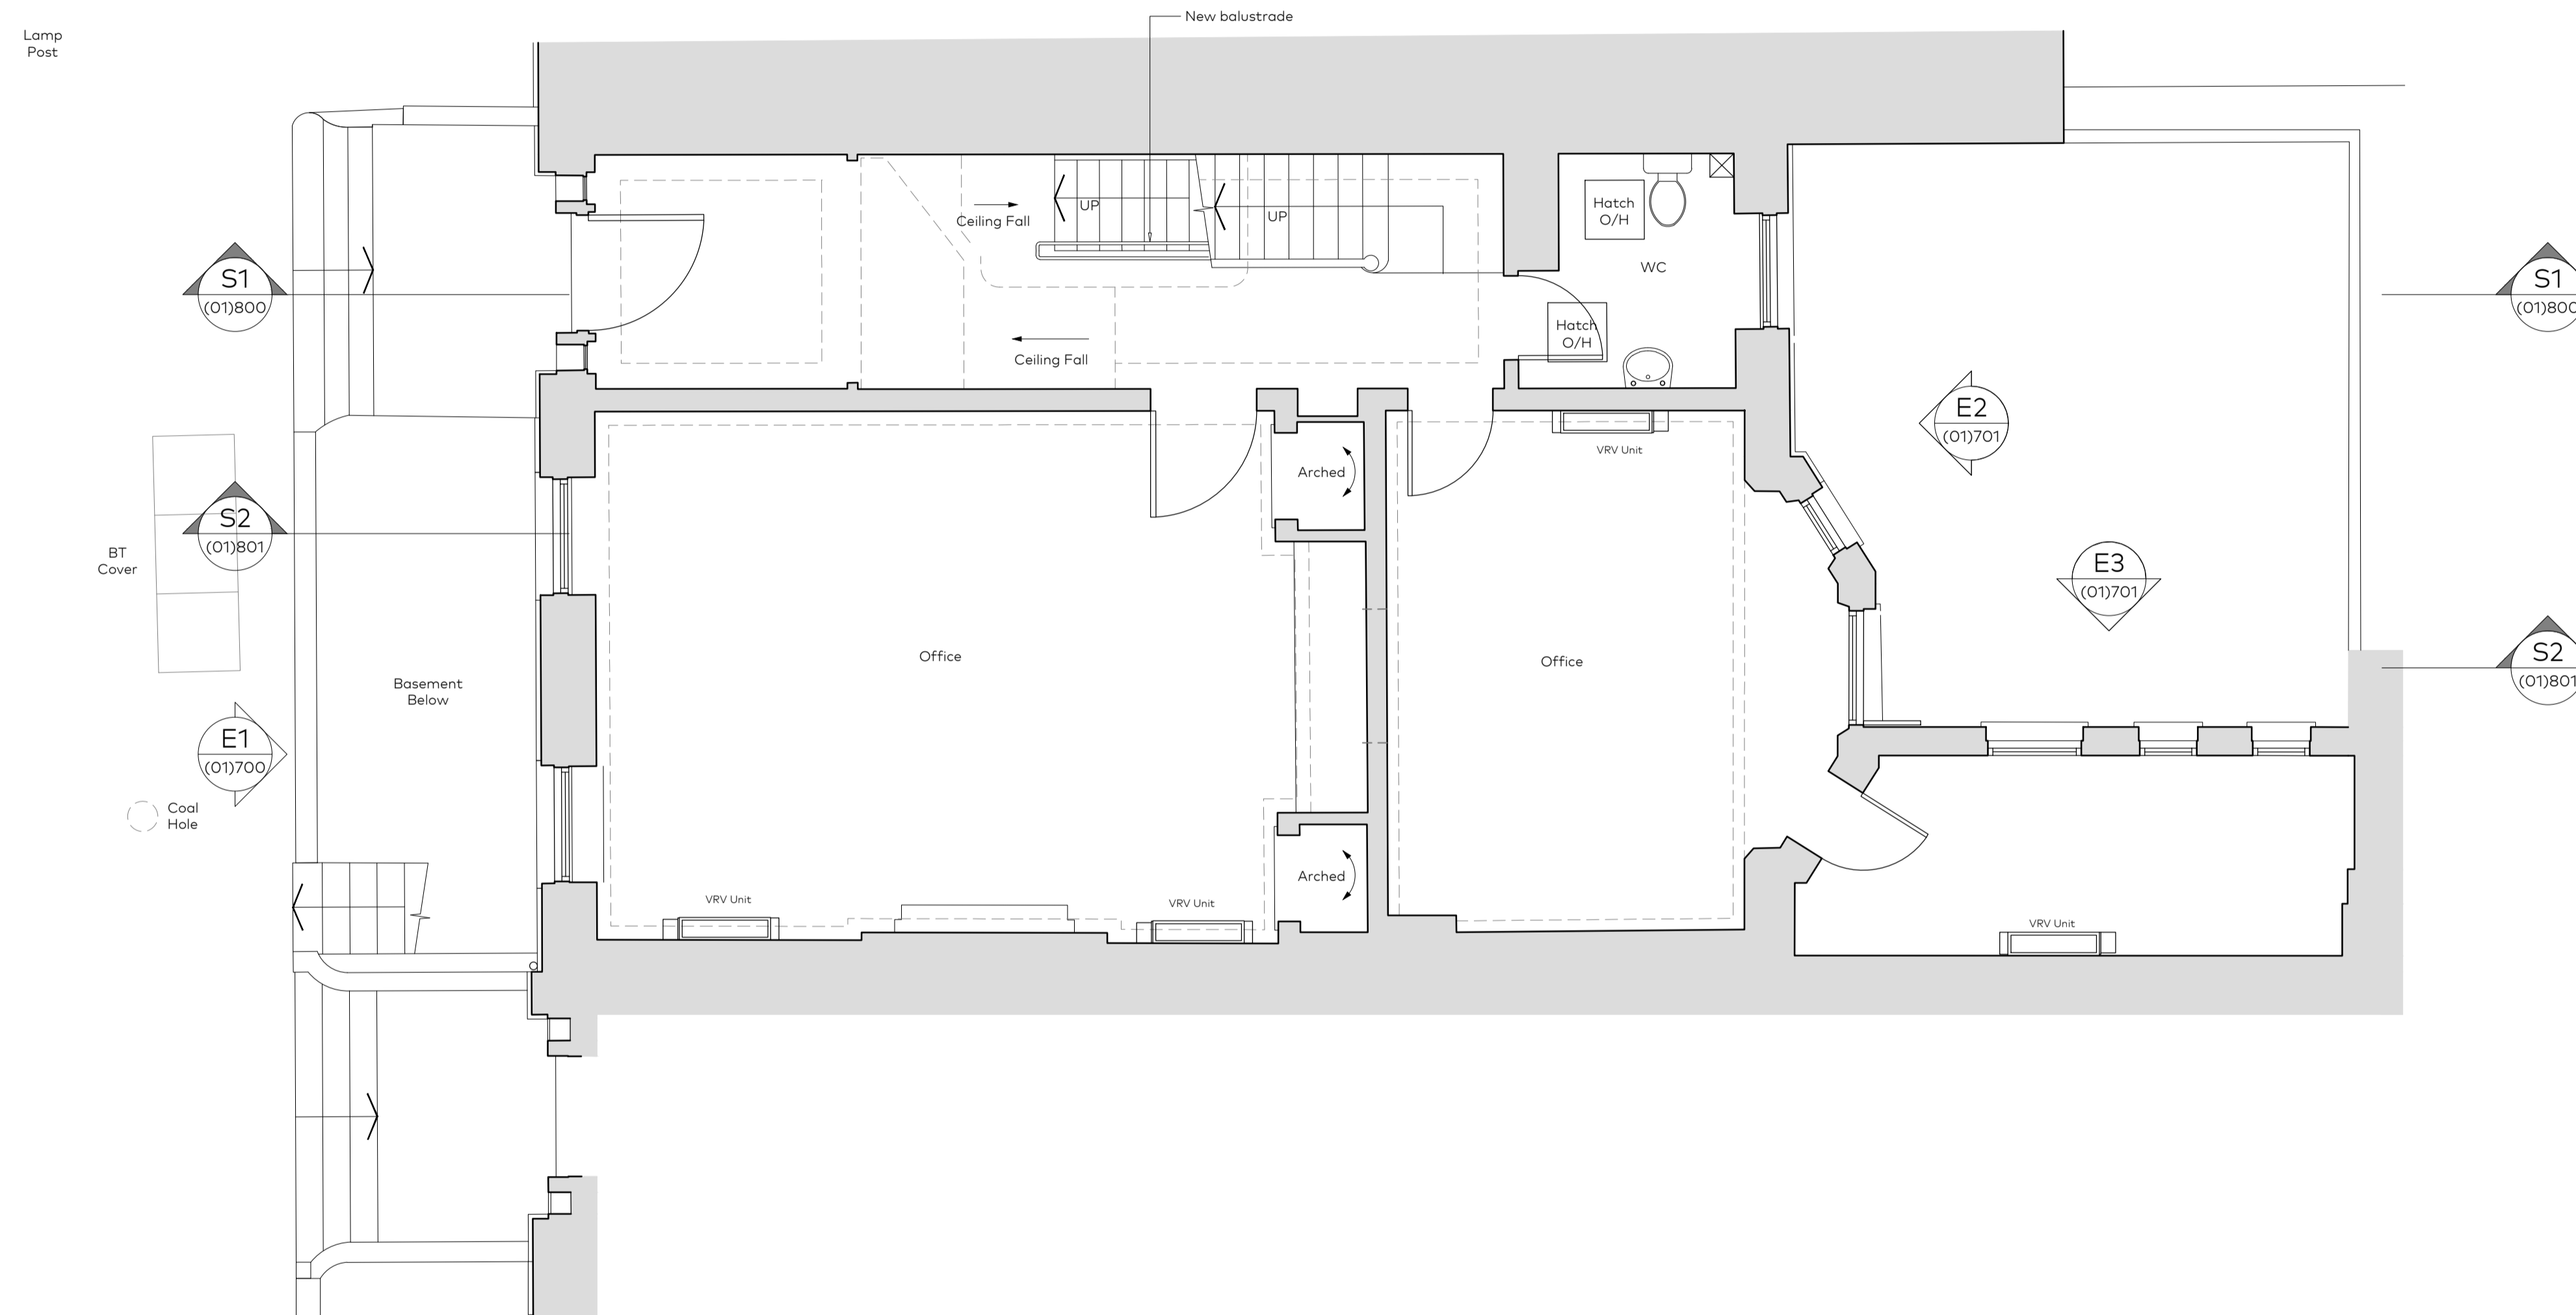 New balustrade
Lamp
Post
UP
UP
Ceiling Fall
Ceiling Fall
Hatch
O/H
WC
Hatch
O/H
S1
(01)800
S1
(01)800
E2
(01)701
VRV Unit
Arched
S2
(01)801
BT
Cover
E3
(01)701
Office
Office
S2
(01)801
Basement
Below
E1
(01)700
Coal
Hole
Arched
VRV Unit
VRV Unit
VRV Unit